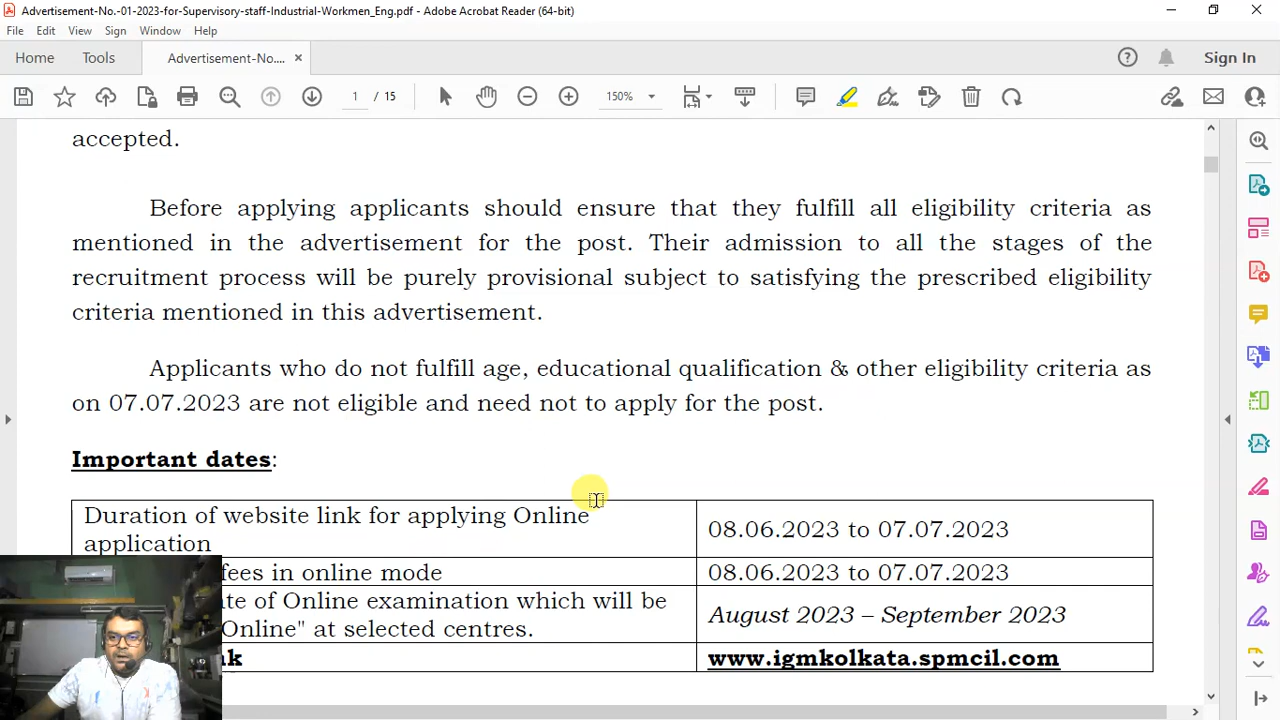 Advertisement-No.-01-2023-for-Supervisory-staff-Industrial-Workmen_Eng.pdf - Adobe Acrobat Reader (64-bit)
File Edit View Sign Window Help
Home Tools Advertisement-No.... × Sign In
1 / 15 150%
accepted.
Before applying applicants should ensure that they fulfill all eligibility criteria as
mentioned in the advertisement for the post. Their admission to all the stages of the
recruitment process will be purely provisional subject to satisfying the prescribed eligibility
criteria mentioned in this advertisement.
Applicants who do not fulfill age, educational qualification & other eligibility criteria as
on 07.07.2023 are not eligible and need not to apply for the post.
Important dates:
Duration of website link for applying Online
application
08.06.2023 to 07.07.2023
fees in online mode 08.06.2023 to 07.07.2023
of Online examination which will be
Online" at selected centres.
August 2023 – September 2023
www.igmkolkata.spmcil.com